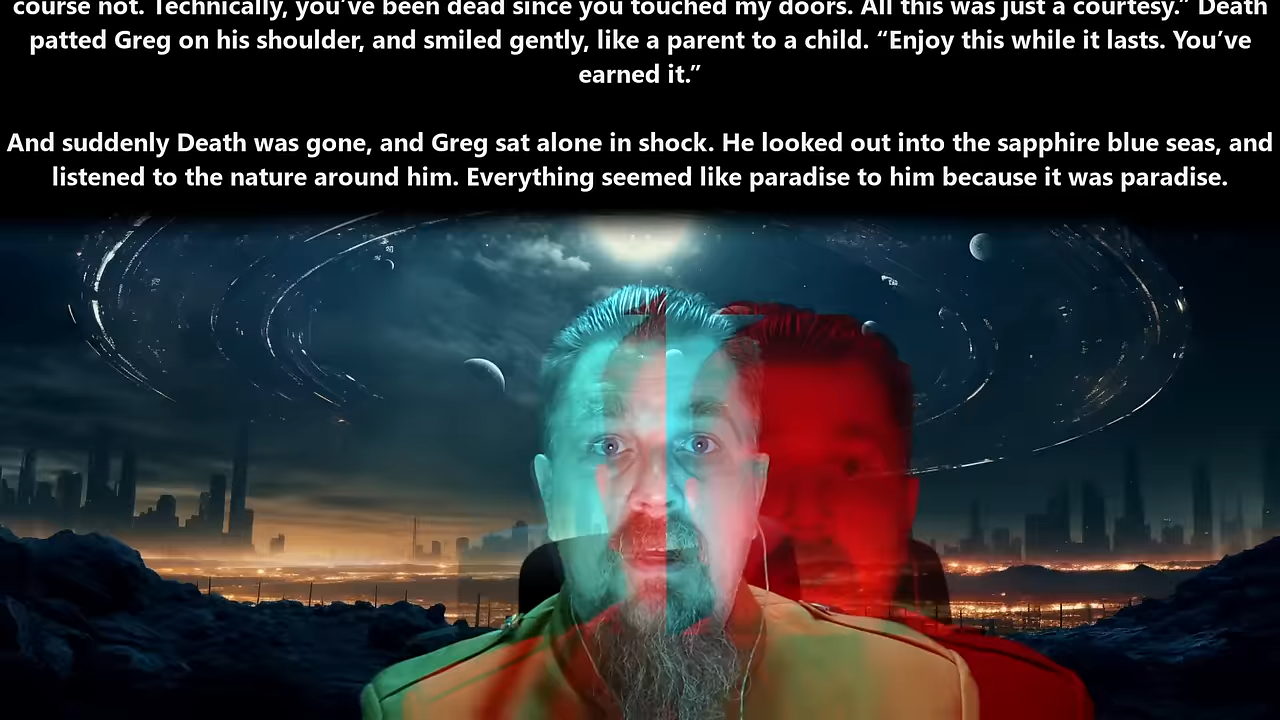 course not. Technically, you’ve been dead since you touched my doors. All this was just a courtesy.” Death
patted Greg on his shoulder, and smiled gently, like a parent to a child. “Enjoy this while it lasts. You’ve
earned it.”
And suddenly Death was gone, and Greg sat alone in shock. He looked out into the sapphire blue seas, and
listened to the nature around him. Everything seemed like paradise to him because it was paradise.